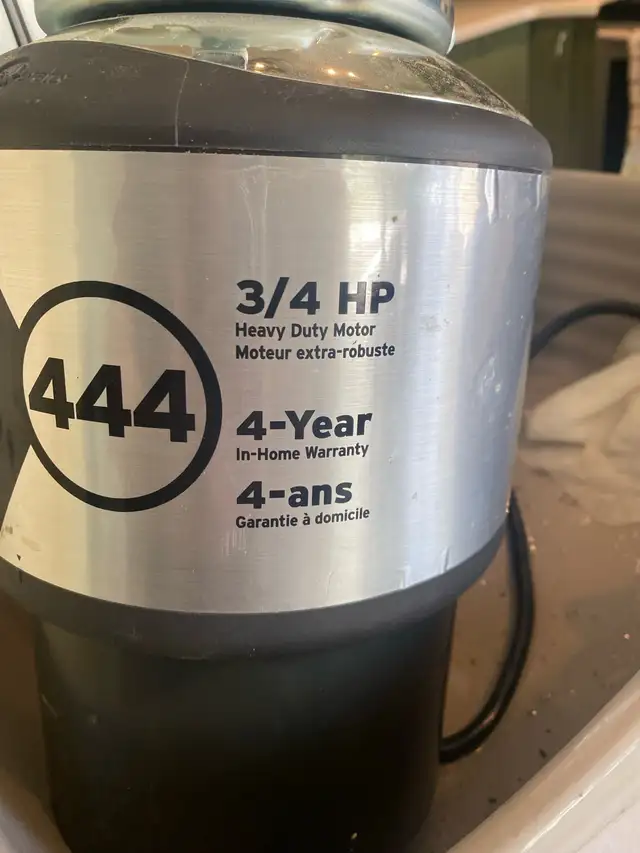 444
3/4 HP
Heavy Duty Motor
Moteur extra-robuste
4-Year
In-Home Warranty
4-ans
Garantie à domicile